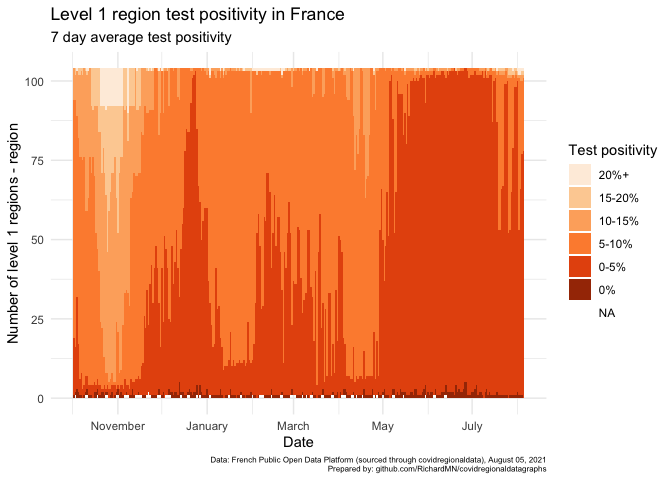 Level 1 region test positivity in France
7 day average test positivity
Number of level 1 regions - region
100
75
50
25
0
November
January
March
May
July
Date
Test positivity
20%+
15-20%
10-15%
5-10%
0-5%
0%
NA
Data: French Public Open Data Platform (sourced through covidregionaldata), August 05, 2021
Prepared by: github.com/RichardMN/covidregionaldatagraphs